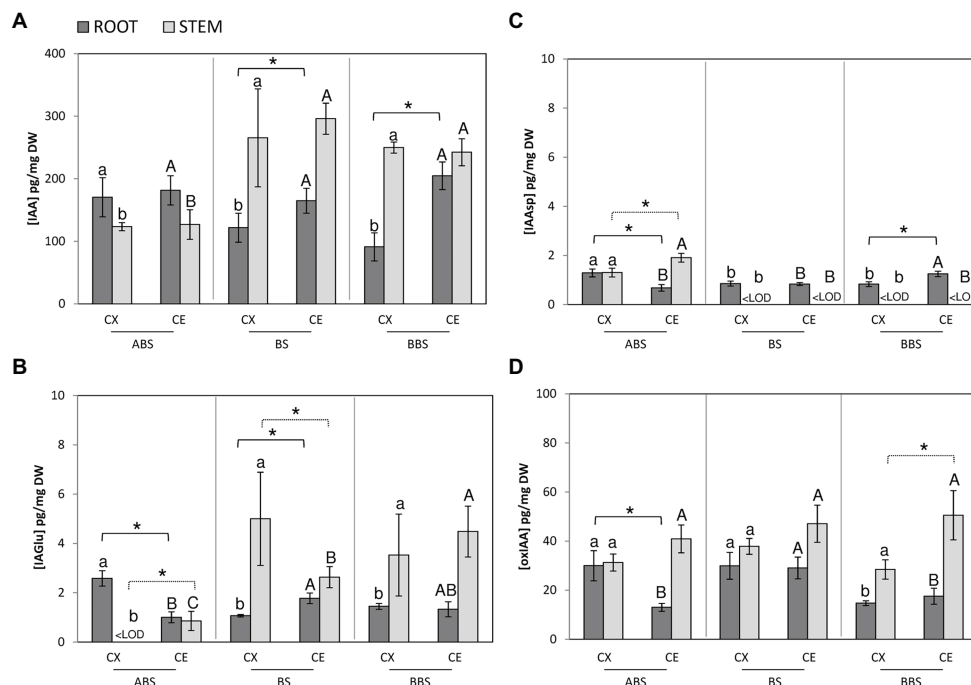 A
ROOT STEM
[IAA] pg/mg DW
400
300
200
100
0
a b A B
* b a A A
* b a A A
CX CE CX CE CX CE
ABS BS BBS
B
[IAGlu] pg/mg DW
10
8
6
4
2
0
* * a b B C
<LOD
* * b a A B
b a AB A
CX CE CX CE CX CE
ABS BS BBS
C
[IAAsp] pg/mg DW
10
8
6
4
2
0
* * a a B A
b b B B
<LOD <LOD
* b b A B
<LOD <LO
CX CE CX CE CX CE
ABS BS BBS
D
[oxIAA] pg/mg DW
100
80
60
40
20
0
* a a B A
a a A A
* b a B A
CX CE CX CE CX CE
ABS BS BBS